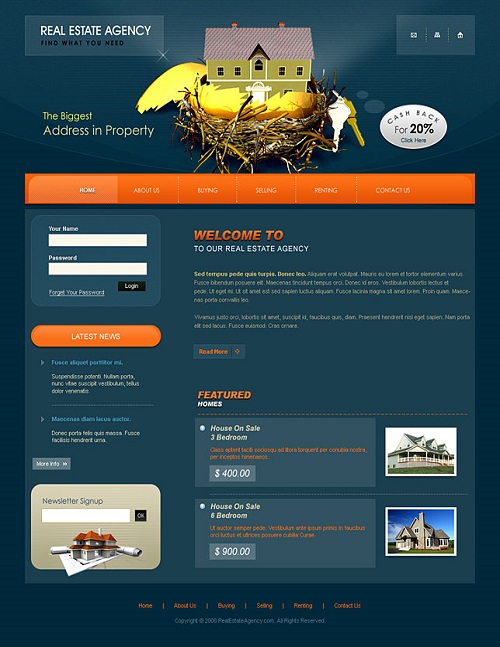 REAL ESTATE AGENCY
FIND WHAT YOU NEED
The Biggest
Address in Property
CASH BACK
For 20%
Click Here
HOME
ABOUT US
BUYING
SELLING
RENTING
CONTACT US
Your Name
Password
Login
Forget Your Password
LATEST NEWS
Fusce aliquet porttitor mi.
Suspendisse potenti. Nullam porta,
nunc vitae suscipit vestibulum, tellus
dolor venenatis.
Maecenas diam lacus auctor.
Donec porta felis quis massa. Fusce
facilisis hendrerit urna.
More Info »
Newsletter Signup
OK
WELCOME TO
TO OUR REAL ESTATE AGENCY
Sed tempus pede quis turpis. Donec leo. Aliquam erat volutpat. Mauris eu lorem et tortor elementum varius.
Fusce bibendum posuere elit. Maecenas tincidunt tempus orci. Donec id eros. Vestibulum lobortis lectus et
pede. Ut eget mi. Ut sit amet est sed sapien luctus aliquam. Fusce lacinia magna sit amet lorem. Proin quam. Maece-
nas porta convallis leo.
Vivamus justo orci, lobortis sit amet, suscipit id, faucibus quis, diam. Praesent hendrerit nisl eget sapien. Nam porta
elit sed lacus. Fusce euismod. Cras ornare.
Read More
FEATURED
HOMES
House On Sale
3 Bedroom
Class aptent taciti sociosqu ad litora torquent per conubia nostra,
per inceptos himenaeos.
$ 400.00
House On Sale
6 Bedroom
Ut auctor semper pede. Vestibulum ante ipsum primis in faucibus
orci luctus et ultrices posuere cubilia Curae.
$ 900.00
Home | About Us | Buying | Selling | Renting | Contact Us
Copyright © 2008 RealEstateAgency.com. All Rights Reserved.